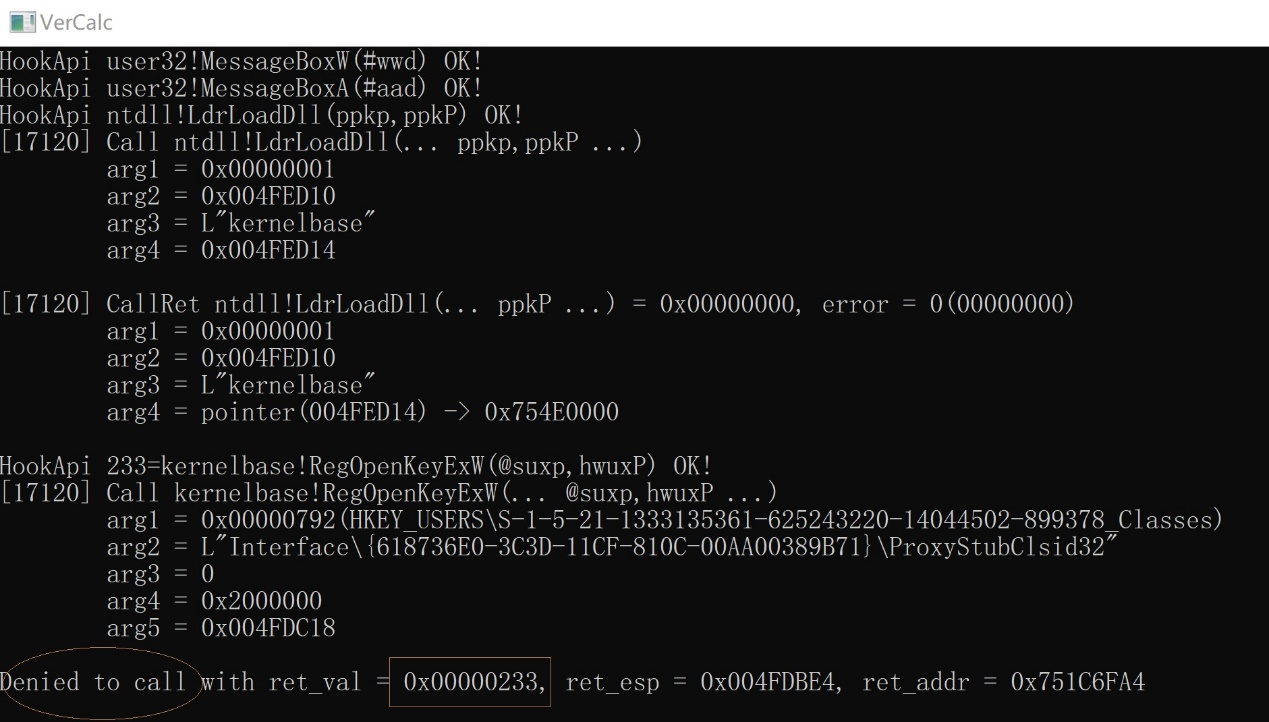 VerCalc
HookApi user32!MessageBoxW(#wwd) OK!
HookApi user32!MessageBoxA(#aad) OK!
HookApi ntdll!LdrLoadDll(ppkp,ppkP) OK!
[17120] Call ntdll!LdrLoadDll(... ppkp,ppkP ...)
arg1 = 0x00000001
arg2 = 0x004FED10
arg3 = L"kernelbase"
arg4 = 0x004FED14
[17120] CallRet ntdll!LdrLoadDll(... ppkP ...) = 0x00000000, error = 0(00000000)
arg1 = 0x00000001
arg2 = 0x004FED10
arg3 = L"kernelbase"
arg4 = pointer(004FED14) -> 0x754E0000
HookApi 233=kernelbase!RegOpenKeyExW(@suxp,hwuxP) OK!
[17120] Call kernelbase!RegOpenKeyExW(... @suxp,hwuxP ...)
arg1 = 0x00000792(HKEY_USERS\S-1-5-21-1333135361-625243220-14044502-899378_Classes)
arg2 = L"Interface\{618736E0-3C3D-11CF-810C-00AA00389B71}\ProxyStubClsid32"
arg3 = 0
arg4 = 0x2000000
arg5 = 0x004FDC18
Denied to call with ret_val = 0x00000233, ret_esp = 0x004FDBE4, ret_addr = 0x751C6FA4